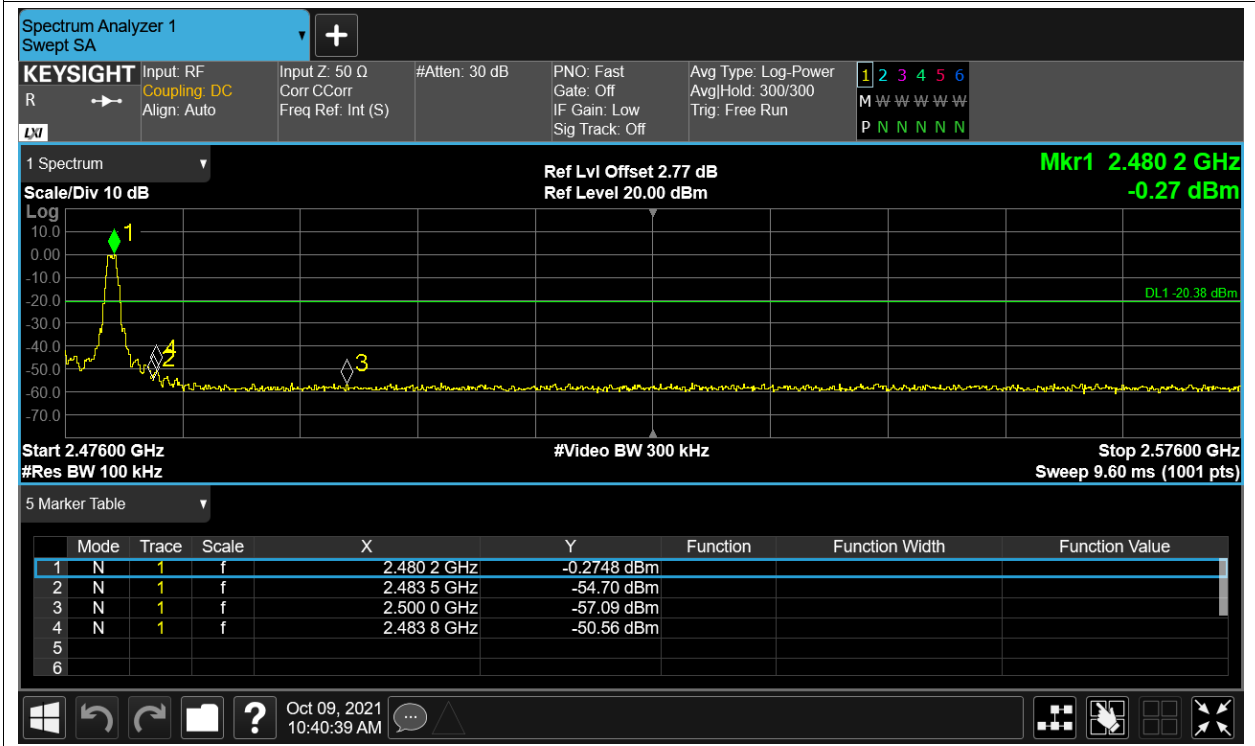 Spectrum Analyzer 1
Swept SA
KEYSIGHT
R
LXI
Input: RF
Coupling: DC
Align: Auto
Input Z: 50 Ω
Corr CCorr
Freq Ref: Int (S)
#Atten: 30 dB
PNO: Fast
Gate: Off
IF Gain: Low
Sig Track: Off
Avg Type: Log-Power
Avg|Hold: 300/300
Trig: Free Run
1 2 3 4 5 6
M W W W W W
P N N N N N
1 Spectrum
Scale/Div 10 dB
Ref Lvl Offset 2.77 dB
Ref Level 20.00 dBm
Mkr1 2.480 2 GHz
-0.27 dBm
Log
10.0
0.00
-10.0
-20.0
-30.0
-40.0
-50.0
-60.0
-70.0
1
4
2
3
DL1 -20.38 dBm
Start 2.47600 GHz
#Video BW 300 kHz
Stop 2.57600 GHz
#Res BW 100 kHz
Sweep 9.60 ms (1001 pts)
5 Marker Table
Mode Trace Scale X Y Function Function Width Function Value
1 N 1 f 2.480 2 GHz -0.2748 dBm
2 N 1 f 2.483 5 GHz -54.70 dBm
3 N 1 f 2.500 0 GHz -57.09 dBm
4 N 1 f 2.483 8 GHz -50.56 dBm
5
6
?
Oct 09, 2021
10:40:39 AM